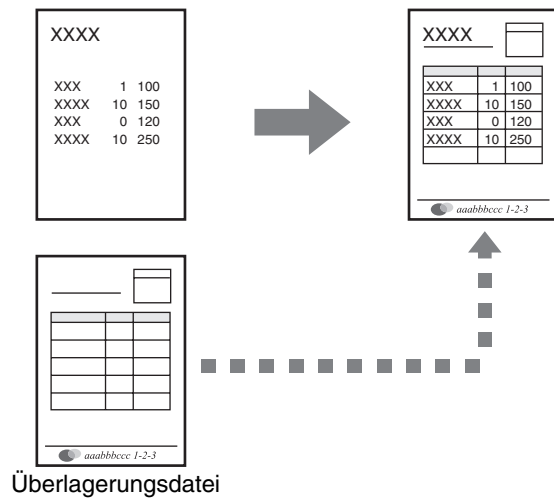 XXXX
XXX 1 100
XXXX 10 150
XXX 0 120
XXXX 10 250
XXXX
XXX 1 100
XXXX 10 150
XXX 0 120
XXXX 10 250
aaabbbccc 1-2-3
aaabbbccc 1-2-3
Überlagerungsdatei